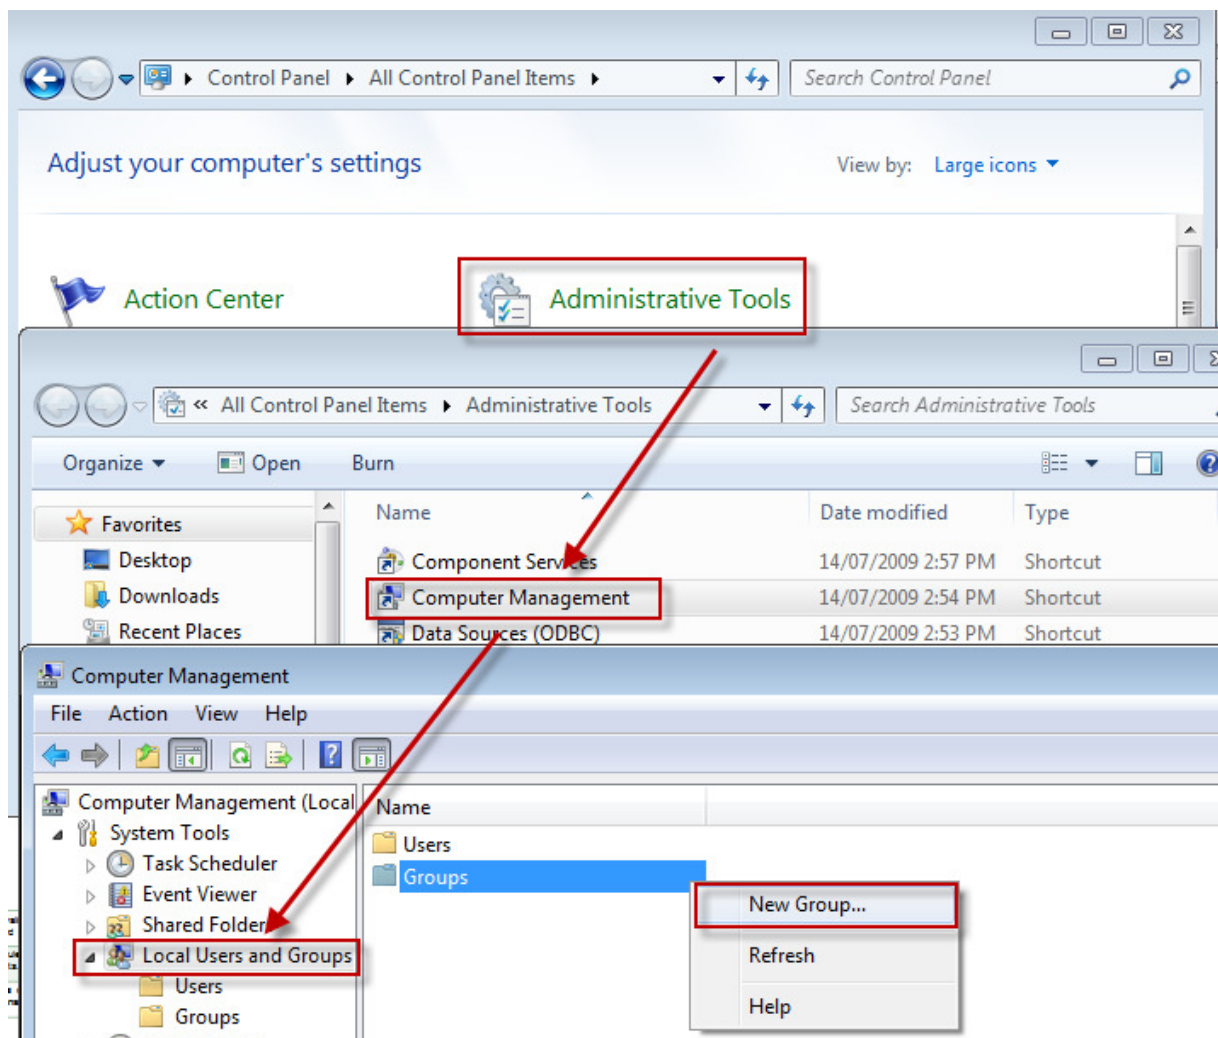 Control Panel All Control Panel Items Search Control Panel
Adjust your computer's settings
View by: Large icons
Action Center
Administrative Tools
« All Control Panel Items Administrative Tools Search Administrative Tools
Organize Open Burn
Favorites
Desktop
Downloads
Recent Places
Name Date modified Type
Component Services 14/07/2009 2:57 PM Shortcut
Computer Management 14/07/2009 2:54 PM Shortcut
Data Sources (ODBC) 14/07/2009 2:53 PM Shortcut
Computer Management
File Action View Help
Computer Management (Local
System Tools
Task Scheduler
Event Viewer
Shared Folder
Local Users and Groups
Users
Groups
Name
Users
Groups
New Group...
Refresh
Help